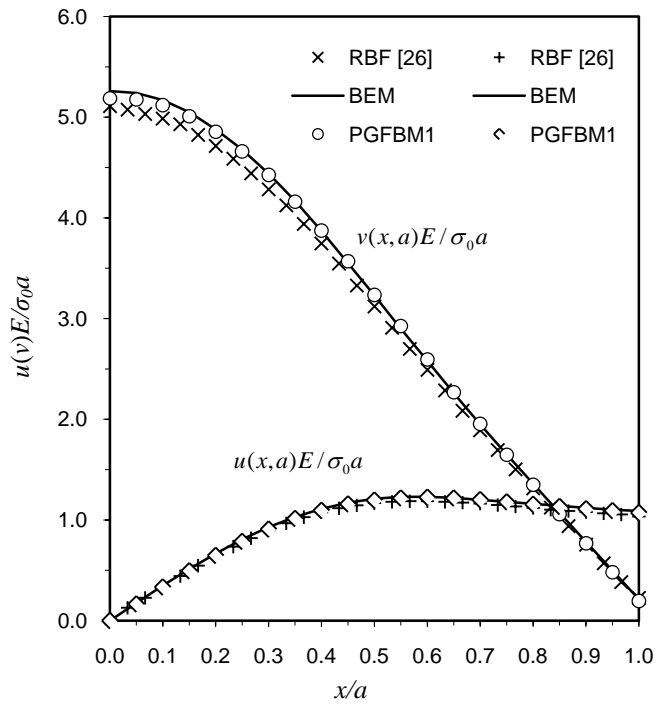 6.0
5.0
4.0
3.0
2.0
1.0
0.0
u(v)E/σ₀a
RBF [26]
RBF [26]
BEM
BEM
PGFBM1
PGFBM1
v(x,a)E/σ₀a
u(x,a)E/σ₀a
0.0 0.1 0.2 0.3 0.4 0.5 0.6 0.7 0.8 0.9 1.0
x/a